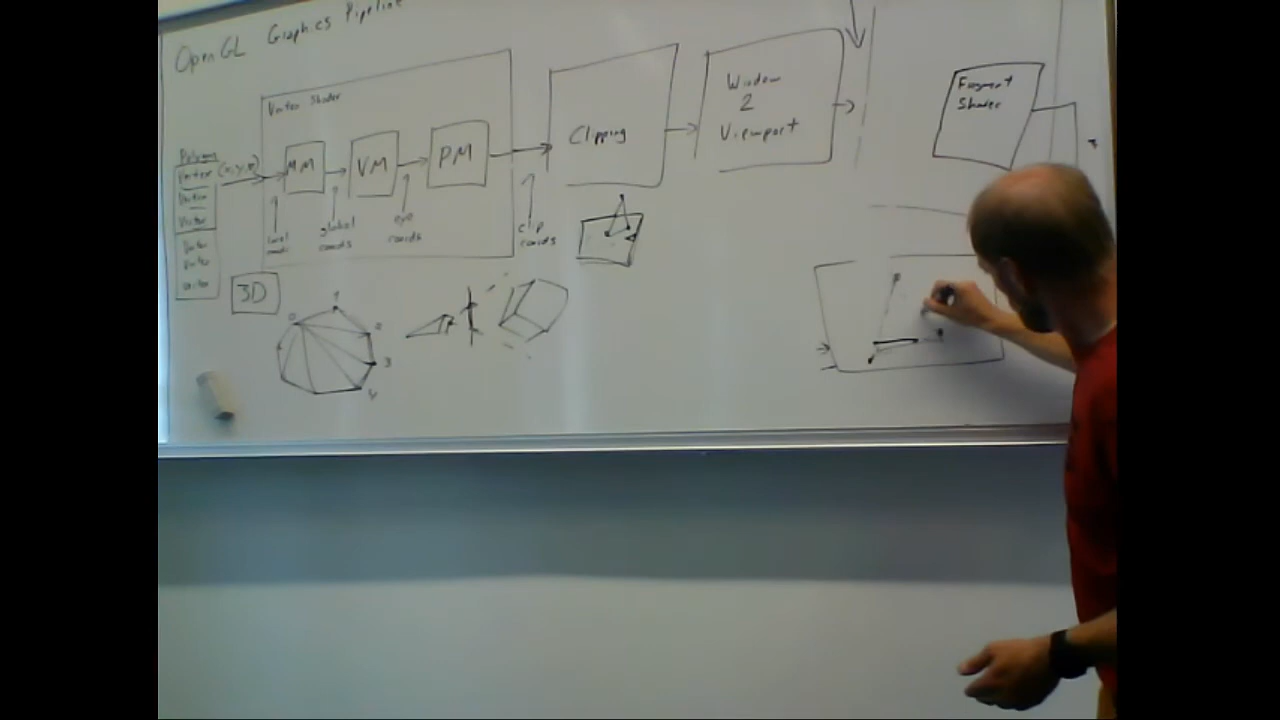 OpenGL Graphics Pipeline
Vertex Shader
Polygon
Vertex (x,y,z)
Vertex
Vertex
Vertex
Vertex
Vertex
MM
VM
PM
local
global
coords
eye
coords
clip
coords
Clipping
Window
2
Viewport
Fragment
Shader
3D
0
1
2
3
4